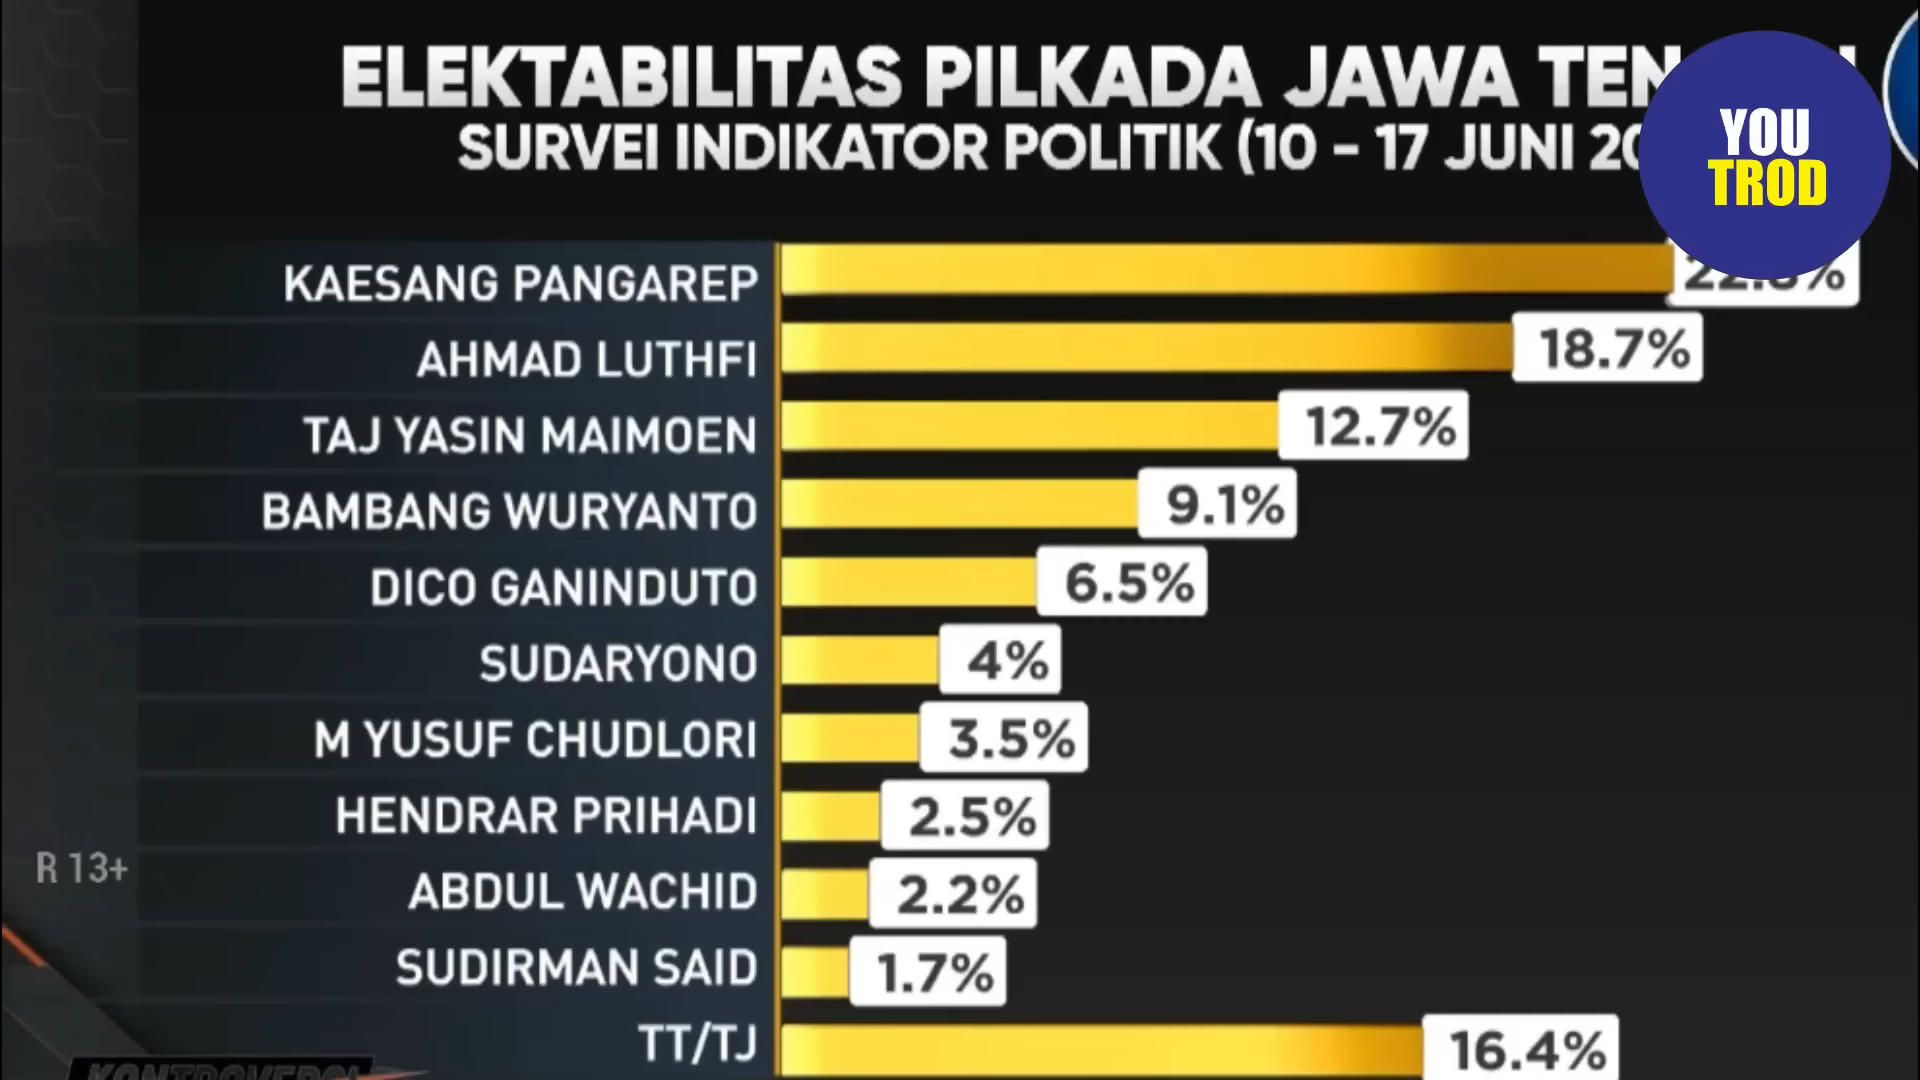 ELEKTABILITAS PILKADA JAWA
SURVEI INDIKATOR POLITIK (10 - 17 JUNI
YOU
TROD
KAESANG PANGAREP
AHMAD LUTHFI 18.7%
TAJ YASIN MAIMOEN 12.7%
BAMBANG WURYANTO 9.1%
DICO GANINDUTO 6.5%
SUDARYONO 4%
M YUSUF CHUDLORI 3.5%
HENDRAR PRIHADI 2.5%
R 13+
ABDUL WACHID 2.2%
SUDIRMAN SAID 1.7%
TT/TJ 16.4%